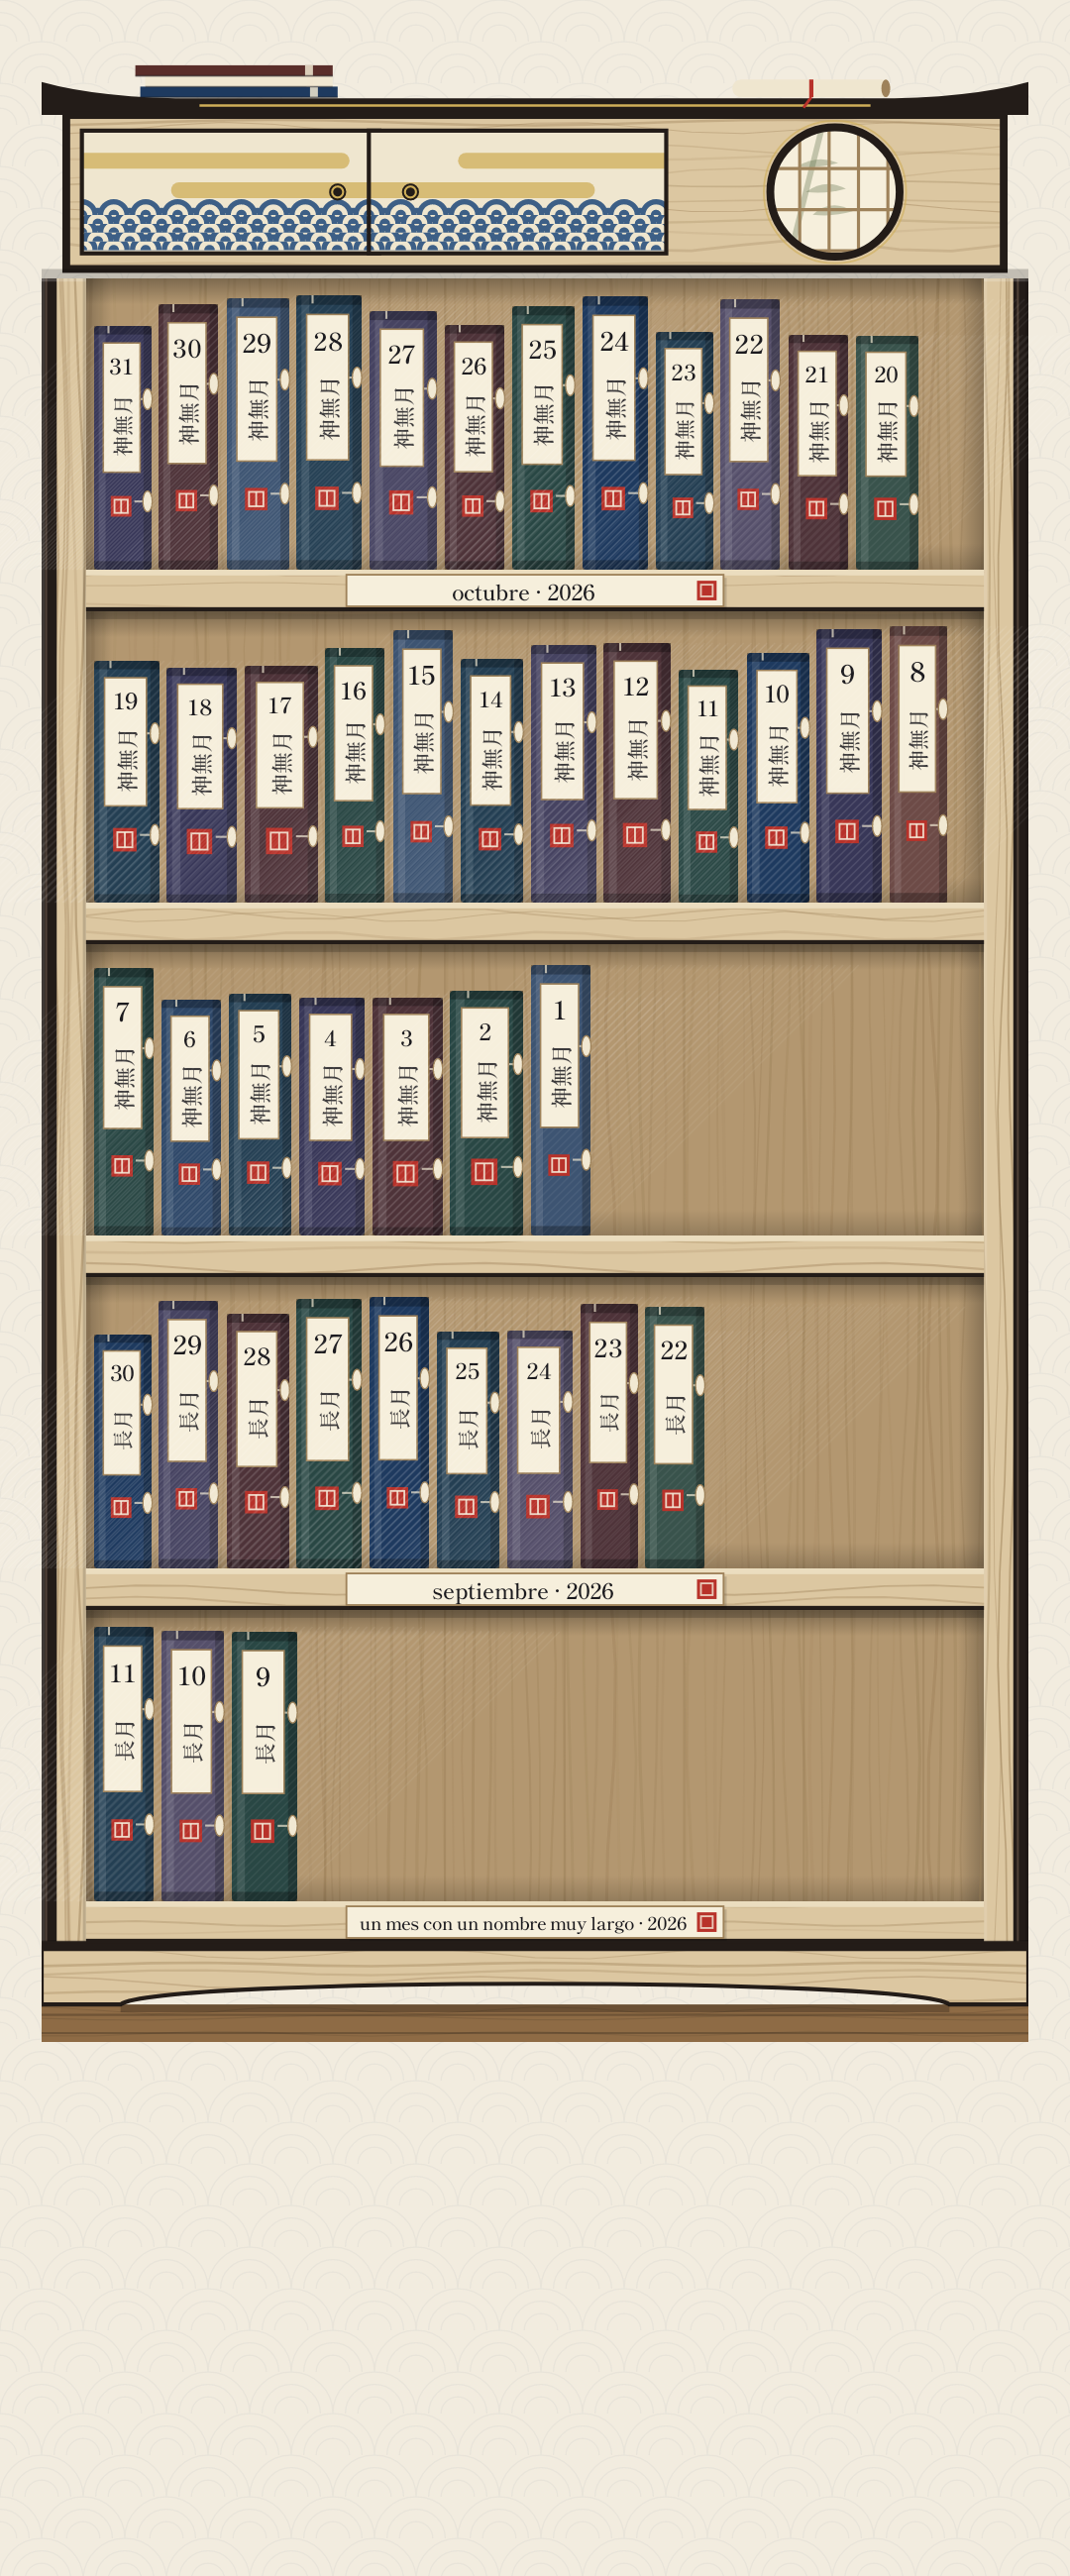 31 神無月
30 神無月
29 神無月
28 神無月
27 神無月
26 神無月
25 神無月
24 神無月
23 神無月
22 神無月
21 神無月
20 神無月
octubre · 2026
19 神無月
18 神無月
17 神無月
16 神無月
15 神無月
14 神無月
13 神無月
12 神無月
11 神無月
10 神無月
9 神無月
8 神無月
7 神無月
6 神無月
5 神無月
4 神無月
3 神無月
2 神無月
1 神無月
30 長月
29 長月
28 長月
27 長月
26 長月
25 長月
24 長月
23 長月
22 長月
septiembre · 2026
11 長月
10 長月
9 長月
un mes con un nombre muy largo · 2026